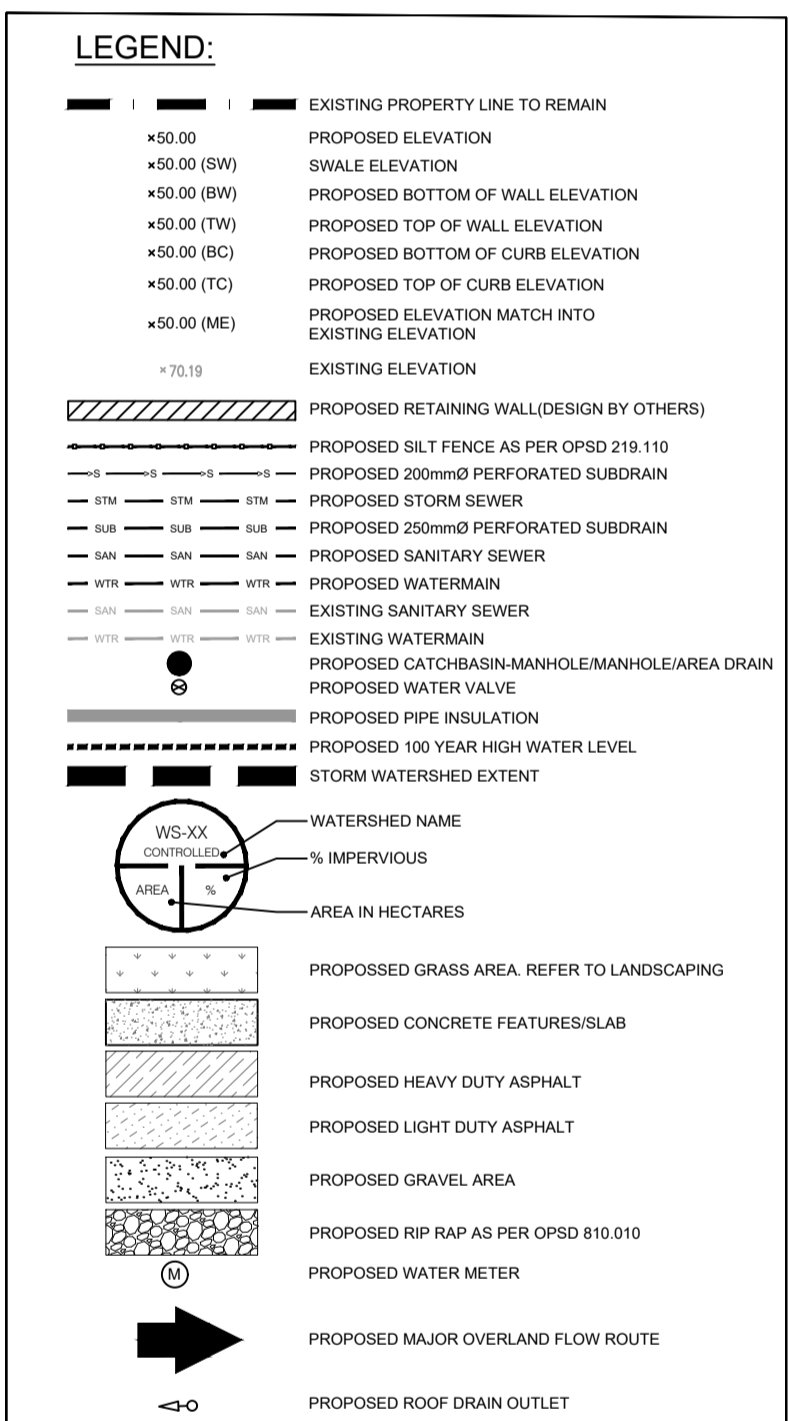 LEGEND:
EXISTING PROPERTY LINE TO REMAIN
×50.00 PROPOSED ELEVATION
×50.00 (SW) SWALE ELEVATION
×50.00 (BW) PROPOSED BOTTOM OF WALL ELEVATION
×50.00 (TW) PROPOSED TOP OF WALL ELEVATION
×50.00 (BC) PROPOSED BOTTOM OF CURB ELEVATION
×50.00 (TC) PROPOSED TOP OF CURB ELEVATION
×50.00 (ME) PROPOSED ELEVATION MATCH INTO
EXISTING ELEVATION
×70.19 EXISTING ELEVATION
PROPOSED RETAINING WALL(DESIGN BY OTHERS)
PROPOSED SILT FENCE AS PER OPSD 219.110
S S S S PROPOSED 200mmØ PERFORATED SUBDRAIN
STM STM STM PROPOSED STORM SEWER
SUB SUB SUB PROPOSED 250mmØ PERFORATED SUBDRAIN
SAN SAN SAN PROPOSED SANITARY SEWER
WTR WTR WTR PROPOSED WATERMAIN
SAN SAN SAN EXISTING SANITARY SEWER
WTR WTR WTR EXISTING WATERMAIN
PROPOSED CATCHBASIN-MANHOLE/MANHOLE/AREA DRAIN
PROPOSED WATER VALVE
PROPOSED PIPE INSULATION
PROPOSED 100 YEAR HIGH WATER LEVEL
STORM WATERSHED EXTENT
WS-XX
CONTROLLED
AREA %
WATERSHED NAME
% IMPERVIOUS
AREA IN HECTARES
PROPOSSED GRASS AREA. REFER TO LANDSCAPING
PROPOSED CONCRETE FEATURES/SLAB
PROPOSED HEAVY DUTY ASPHALT
PROPOSED LIGHT DUTY ASPHALT
PROPOSED GRAVEL AREA
PROPOSED RIP RAP AS PER OPSD 810.010
M PROPOSED WATER METER
PROPOSED MAJOR OVERLAND FLOW ROUTE
PROPOSED ROOF DRAIN OUTLET